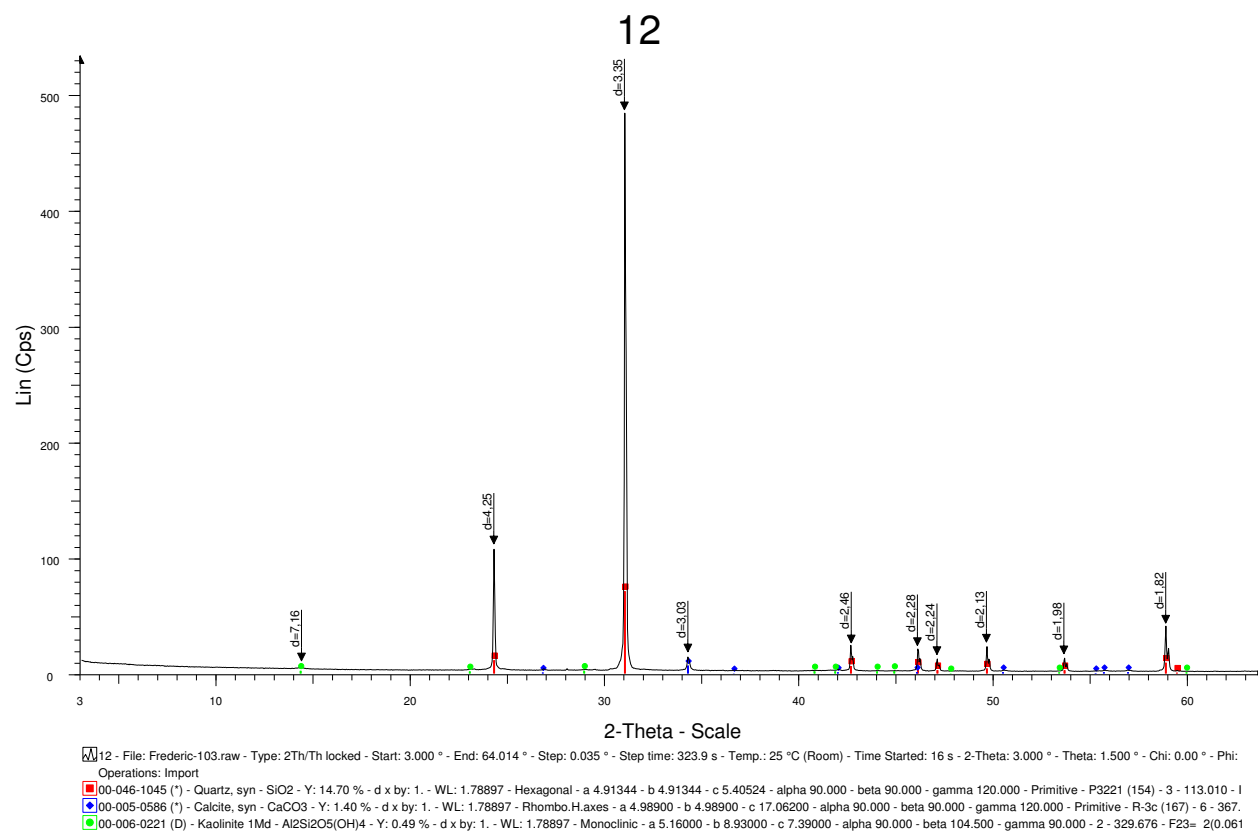 12
d=3,35
500
400
300
200
100
0
Lin (Cps)
d=7,16
d=4,25
d=3,03
d=2,46
d=2,28
d=2,24
d=2,13
d=1,98
d=1,82
3 10 20 30 40 50 60
2-Theta - Scale
12 - File: Frederic-103.raw - Type: 2Th/Th locked - Start: 3.000 ° - End: 64.014 ° - Step: 0.035 ° - Step time: 323.9 s - Temp.: 25 °C (Room) - Time Started: 16 s - 2-Theta: 3.000 ° - Theta: 1.500 ° - Chi: 0.00 ° - Phi:
Operations: Import
00-046-1045 (*) - Quartz, syn - SiO2 - Y: 14.70 % - d x by: 1. - WL: 1.78897 - Hexagonal - a 4.91344 - b 4.91344 - c 5.40524 - alpha 90.000 - beta 90.000 - gamma 120.000 - Primitive - P3221 (154) - 3 - 113.010 - I
00-005-0586 (*) - Calcite, syn - CaCO3 - Y: 1.40 % - d x by: 1. - WL: 1.78897 - Rhombo.H.axes - a 4.98900 - b 4.98900 - c 17.06200 - alpha 90.000 - beta 90.000 - gamma 120.000 - Primitive - R-3c (167) - 6 - 367.
00-006-0221 (D) - Kaolinite 1Md - Al2Si2O5(OH)4 - Y: 0.49 % - d x by: 1. - WL: 1.78897 - Monoclinic - a 5.16000 - b 8.93000 - c 7.39000 - alpha 90.000 - beta 104.500 - gamma 90.000 - 2 - 329.676 - F23= 2(0.061